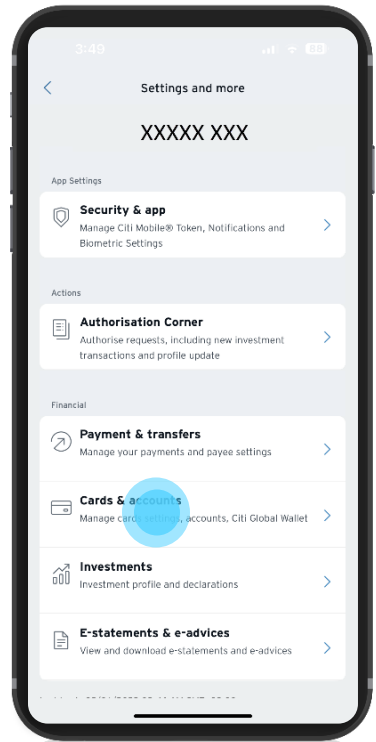 3:49
88
Settings and more
XXXXX XXX
App Settings
Security & app
Manage Citi Mobile® Token, Notifications and
Biometric Settings
Actions
Authorisation Corner
Authorise requests, including new investment
transactions and profile update
Financial
Payment & transfers
Manage your payments and payee settings
Cards & accounts
Manage cards settings, accounts, Citi Global Wallet
Investments
Investment profile and declarations
E-statements & e-advices
View and download e-statements and e-advices